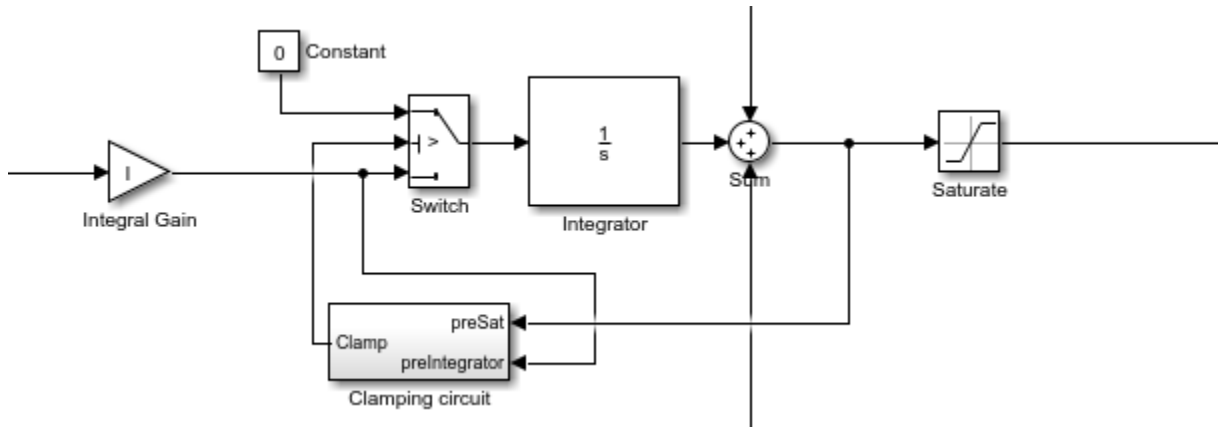 0
Constant
>
I
Integral Gain
Switch
1
s
Integrator
Sum
Saturate
preSat
Clamp
preIntegrator
Clamping circuit